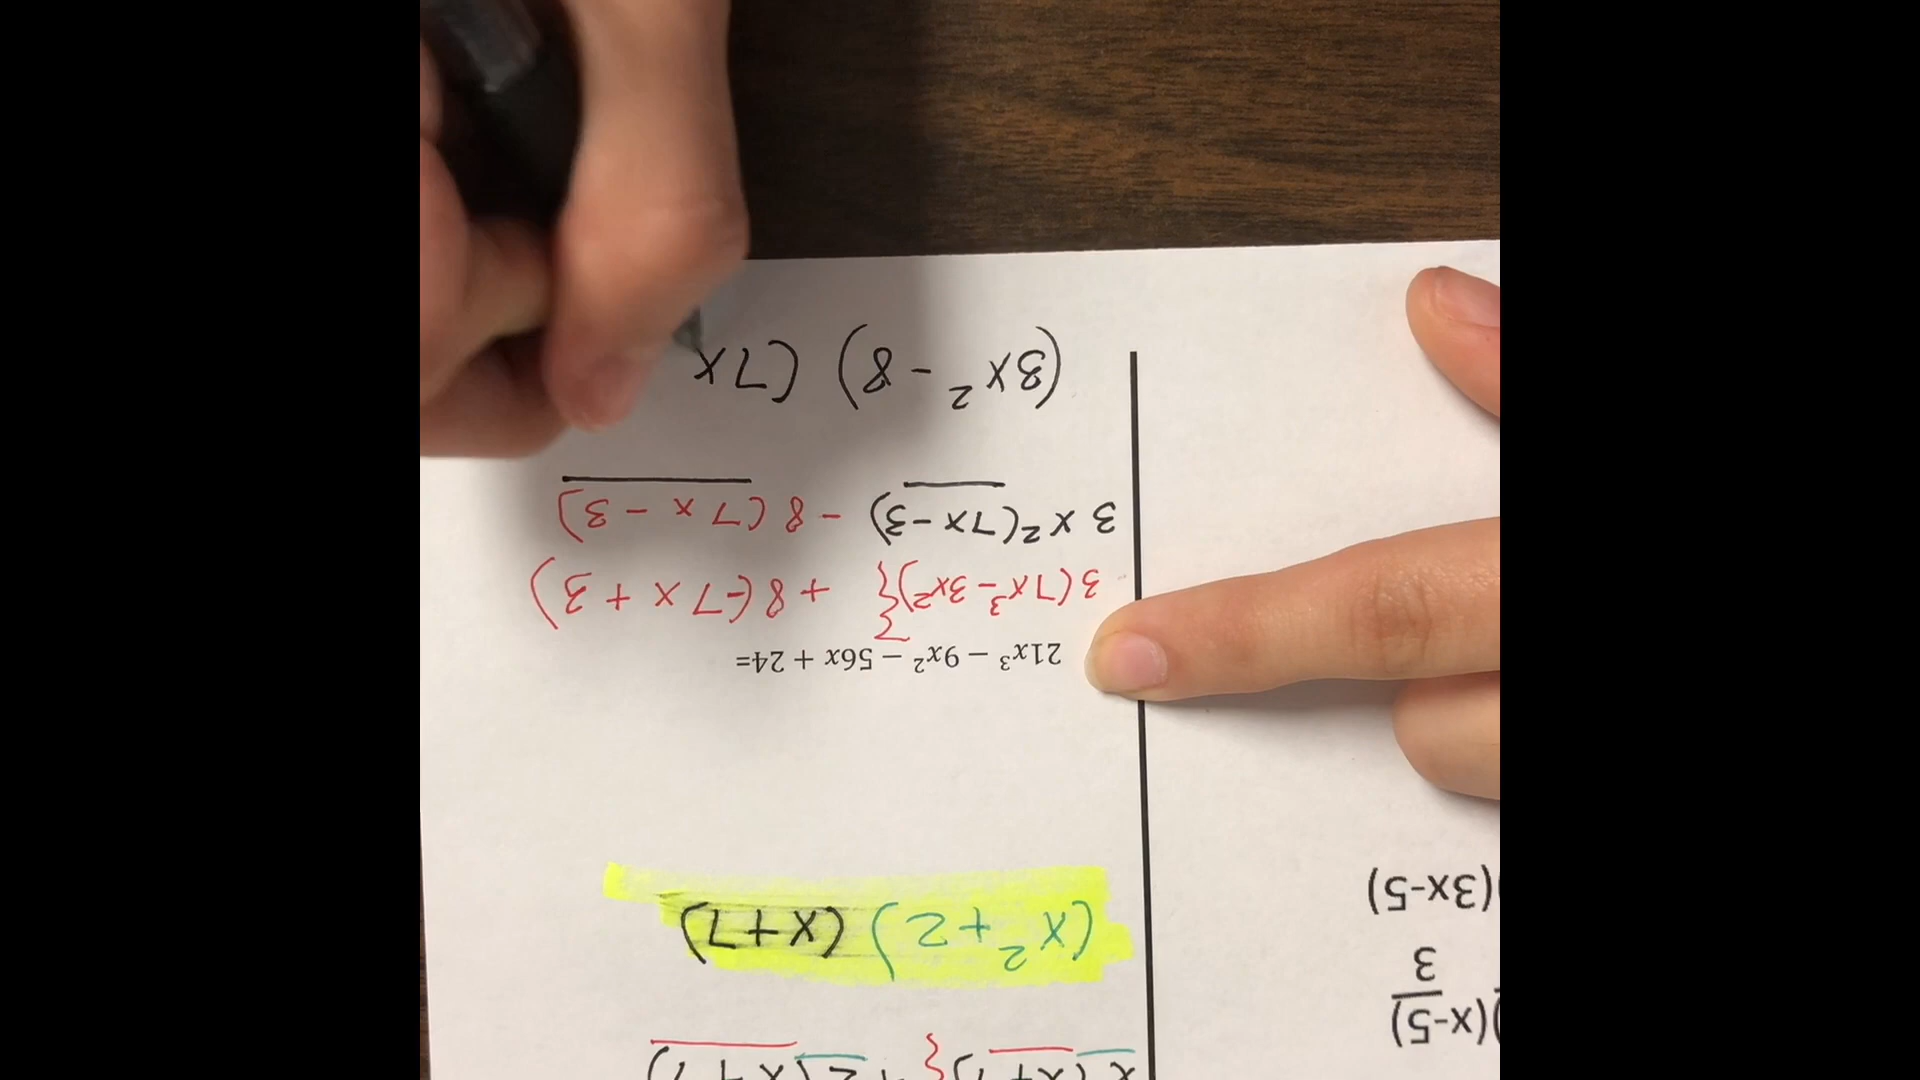 )(x-5)
3
)(3x-5)
(x²+2)(x+7)
21x³ − 9x² − 56x + 24=
3(7x³-3x²) + 8(-7x+3)
3x²(7x-3) - 8(7x-3)
(3x²-8)(7x